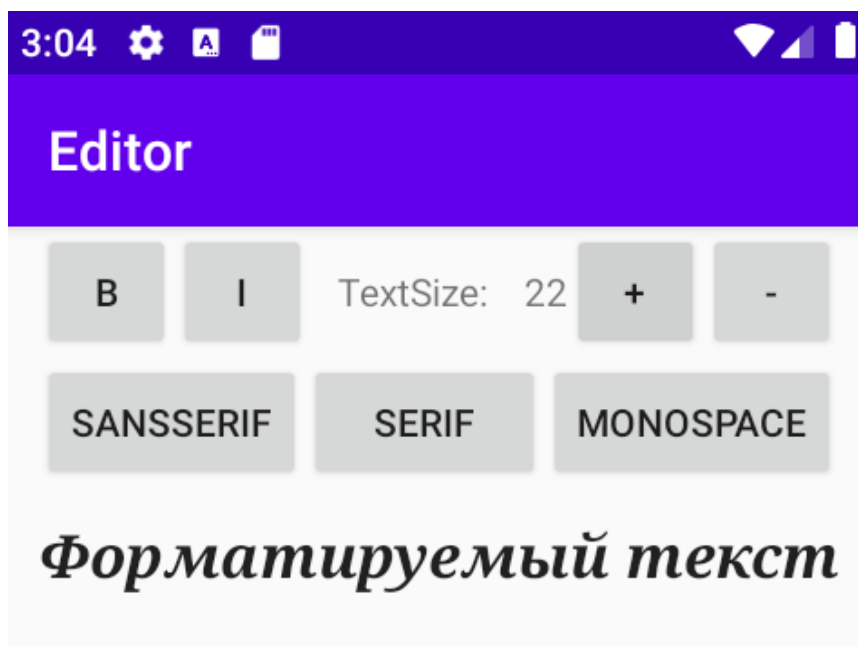 3:04
Editor
B I TextSize: 22 + -
SANSSERIF SERIF MONOSPACE
Форматируемый текст